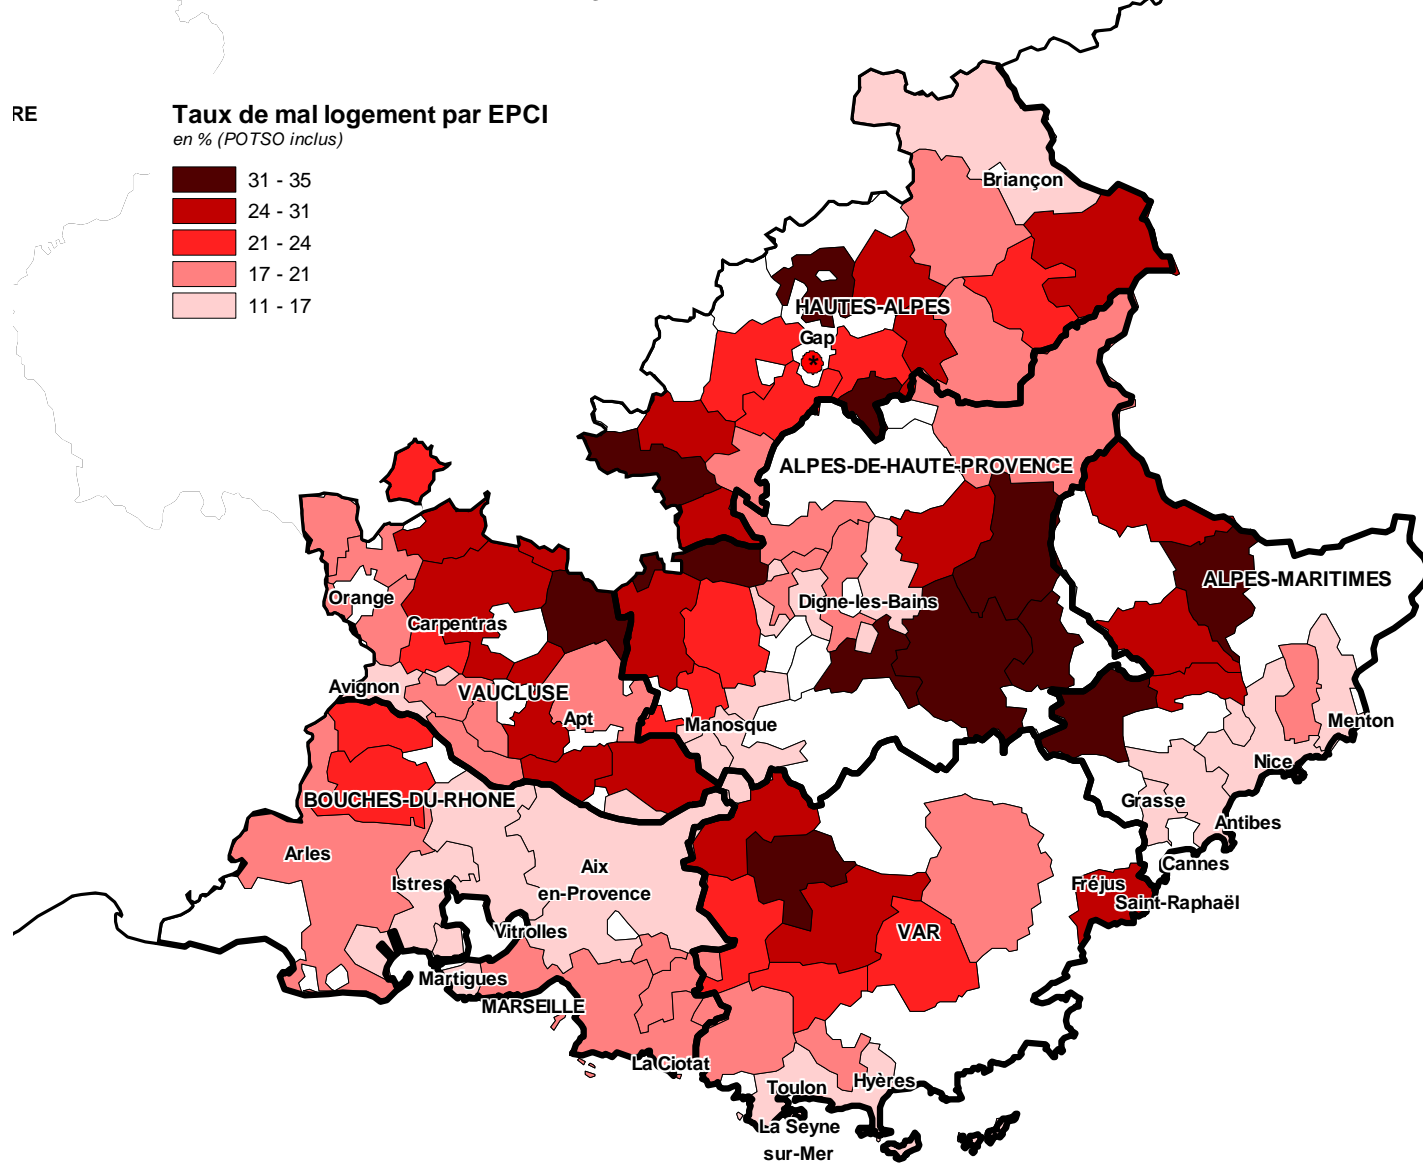 RE
Taux de mal logement par EPCI
en % (POTSO inclus)
31 - 35
24 - 31
21 - 24
17 - 21
11 - 17
Briançon
HAUTES-ALPES
Gap
*
ALPES-DE-HAUTE-PROVENCE
ALPES-MARITIMES
Orange
Digne-les-Bains
Carpentras
Avignon
VAUCLUSE
Apt
Manosque
Menton
Nice
BOUCHES-DU-RHONE
Grasse
Antibes
Arles
Aix
en-Provence
Cannes
Istres
Fréjus
Saint-Raphaël
Vitrolles
VAR
Martigues
MARSEILLE
La Ciotat
Toulon
Hyères
La Seyne
sur-Mer